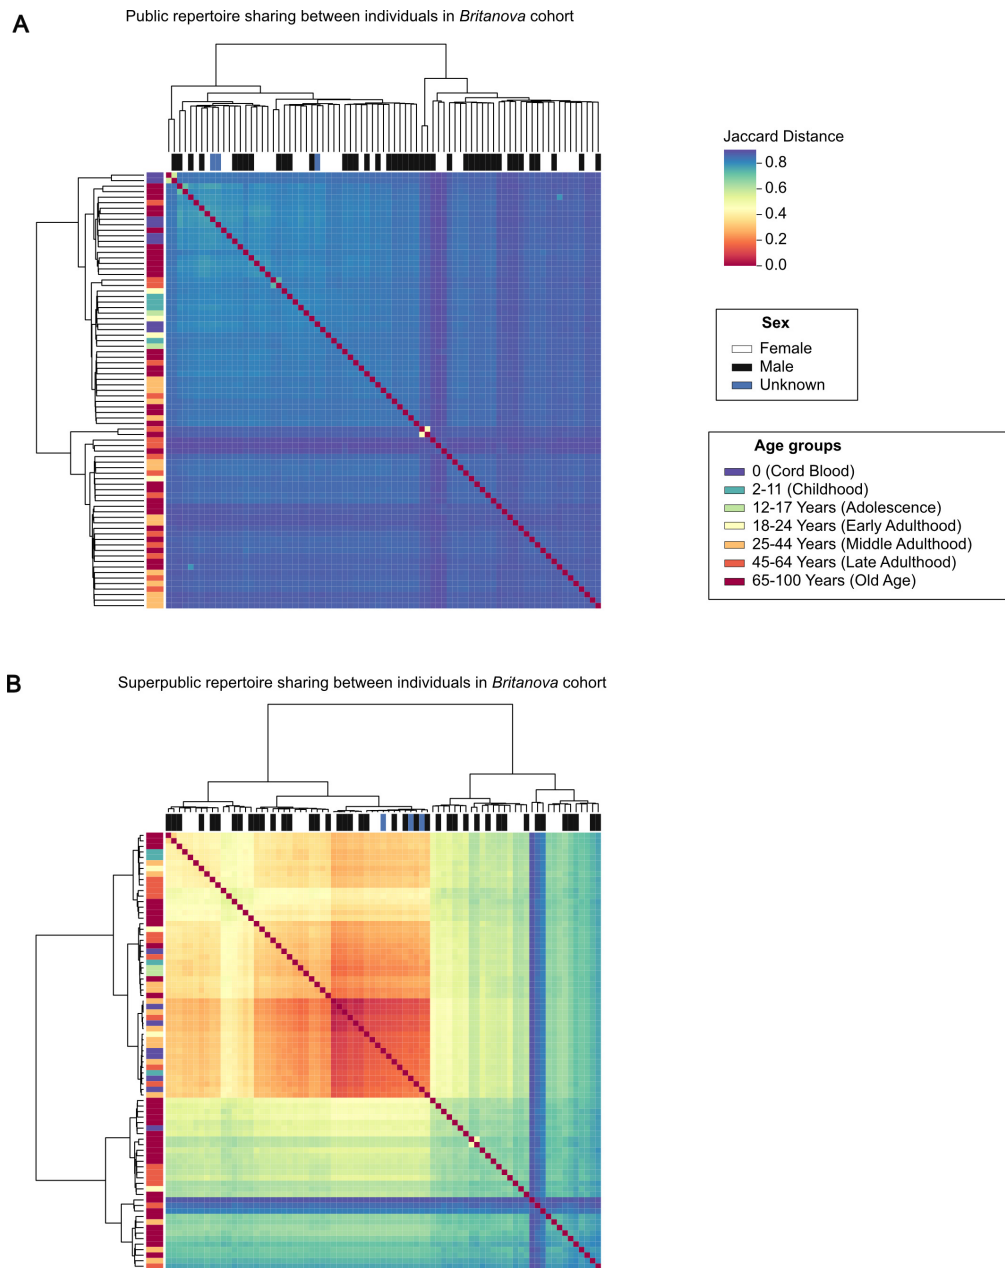 A
Public repertoire sharing between individuals in Britanova cohort
Jaccard Distance
0.8
0.6
0.4
0.2
0.0
Sex
Female
Male
Unknown
Age groups
0 (Cord Blood)
2-11 (Childhood)
12-17 Years (Adolescence)
18-24 Years (Early Adulthood)
25-44 Years (Middle Adulthood)
45-64 Years (Late Adulthood)
65-100 Years (Old Age)
B
Superpublic repertoire sharing between individuals in Britanova cohort